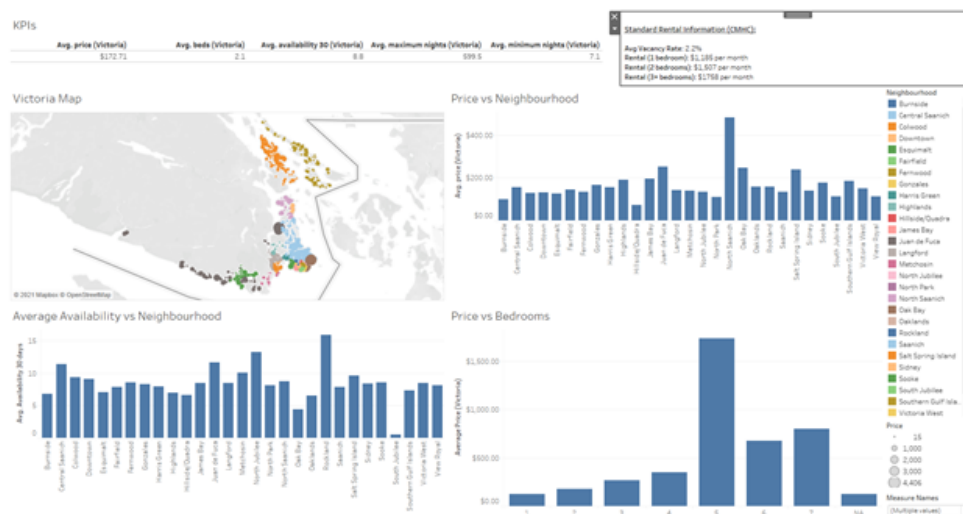 KPIs
Avg. price (Victoria) Avg. beds (Victoria) Avg. availability 30 (Victoria) Avg. maximum nights (Victoria) Avg. minimum nights (Victoria)
$172.71 2.1 8.8 599.5 7.1
Standard Rental Information (CMHC):
Avg Vacancy Rate: 2.2%
Rental (1 bedroom): $1,185 per month
Rental (2 bedrooms): $1,507 per month
Rental (3+ bedrooms): $1758 per month
Victoria Map
© 2021 Mapbox © OpenStreetMap
Price vs Neighbourhood
Avg. price (Victoria)
$400.00
$200.00
$0.00
Burnside
Central Saanich
Colwood
Downtown
Esquimalt
Fairfield
Fernwood
Gonzales
Harris Green
Highlands
Hillside/Quadra
James Bay
Juan de Fuca
Langford
Matchosin
North Jubilee
North Park
North Saanich
Oak Bay
Oaklands
Rockland
Saanich
Salt Spring Island
Sidney
Sooke
South Jubilee
Southern Gulf Islands
Victoria West
View Royal
Neighbourhood
Burnside
Central Saanich
Colwood
Downtown
Esquimalt
Fairfield
Fernwood
Gonzales
Harris Green
Highlands
Hillside/Quadra
James Bay
Juan de Fuca
Langford
Matchosin
North Jubilee
North Park
North Saanich
Oak Bay
Oaklands
Rockland
Saanich
Salt Spring Island
Sidney
Sooke
South Jubilee
Southern Gulf Isla..
Victoria West
Price
15
1,000
2,000
3,000
4,406
Measure Names
(Multiple values)
Average Availability vs Neighbourhood
Avg. Availability 30 days
15
10
5
0
Burnside
Central Saanich
Colwood
Downtown
Esquimalt
Fairfield
Fernwood
Gonzales
Harris Green
Highlands
Hillside/Quadra
James Bay
Juan de Fuca
Langford
Matchosin
North Jubilee
North Park
North Saanich
Oak Bay
Oaklands
Rockland
Saanich
Salt Spring Island
Sidney
Sooke
South Jubilee
Southern Gulf Islands
Victoria West
View Royal
Price vs Bedrooms
Average Price (Victoria)
$1,500.00
$1,000.00
$500.00
$0.00